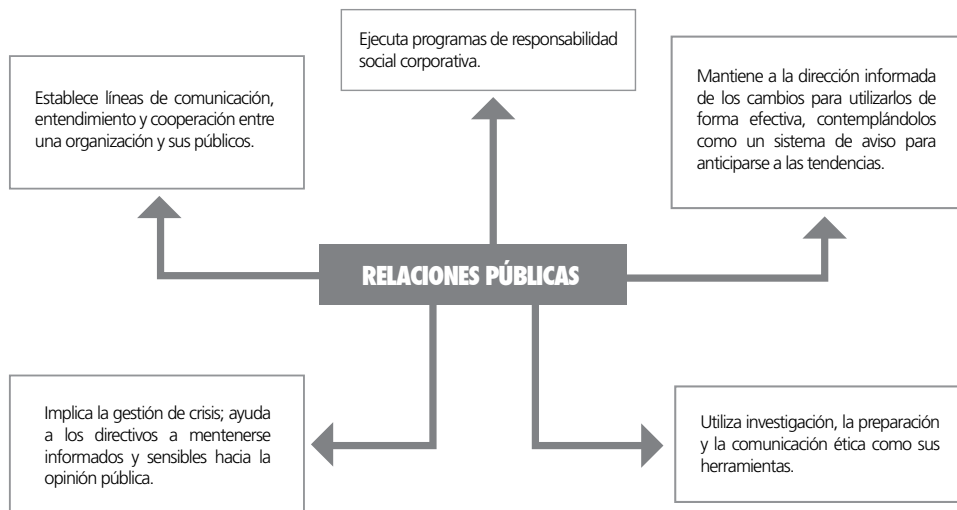 Ejecuta programas de responsabilidad
social corporativa.
Establece líneas de comunicación,
entendimiento y cooperación entre
una organización y sus públicos.
Mantiene a la dirección informada
de los cambios para utilizarlos de
forma efectiva, contemplándolos
como un sistema de aviso para
anticiparse a las tendencias.
RELACIONES PÚBLICAS
Implica la gestión de crisis; ayuda
a los directivos a mentenerse
informados y sensibles hacia la
opinión pública.
Utiliza investigación, la preparación
y la comunicación ética como sus
herramientas.